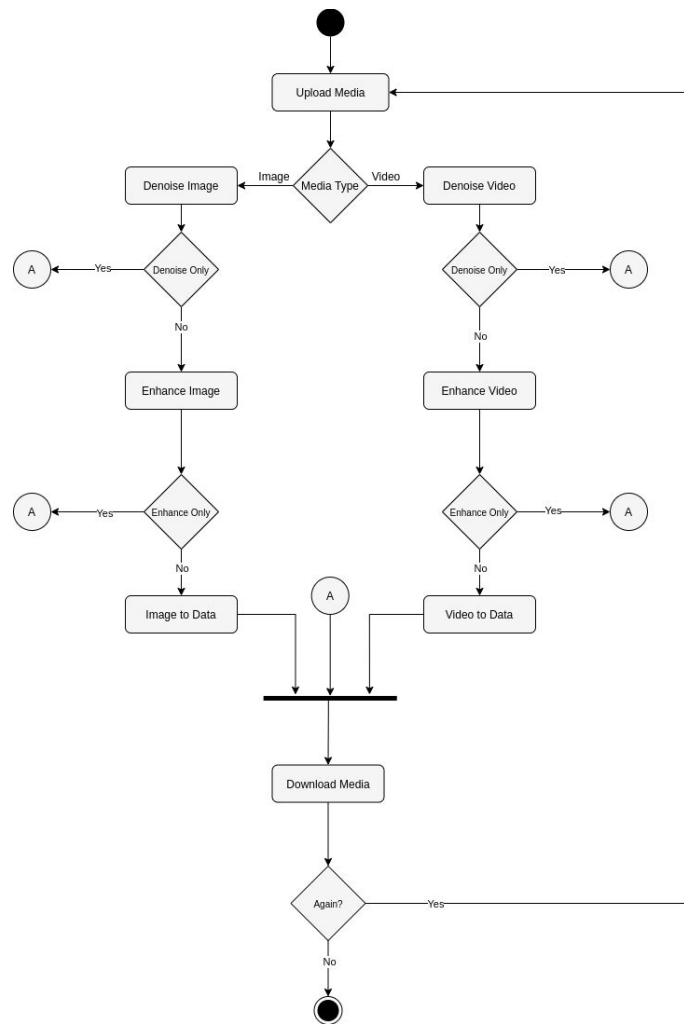 Upload Media
Denoise Image
Image
Media Type
Video
Denoise Video
A
Yes
Denoise Only
Denoise Only
Yes
A
No
No
Enhance Image
Enhance Video
A
Yes
Enhance Only
Enhance Only
Yes
A
No
No
Image to Data
A
Video to Data
Download Media
Again?
Yes
No